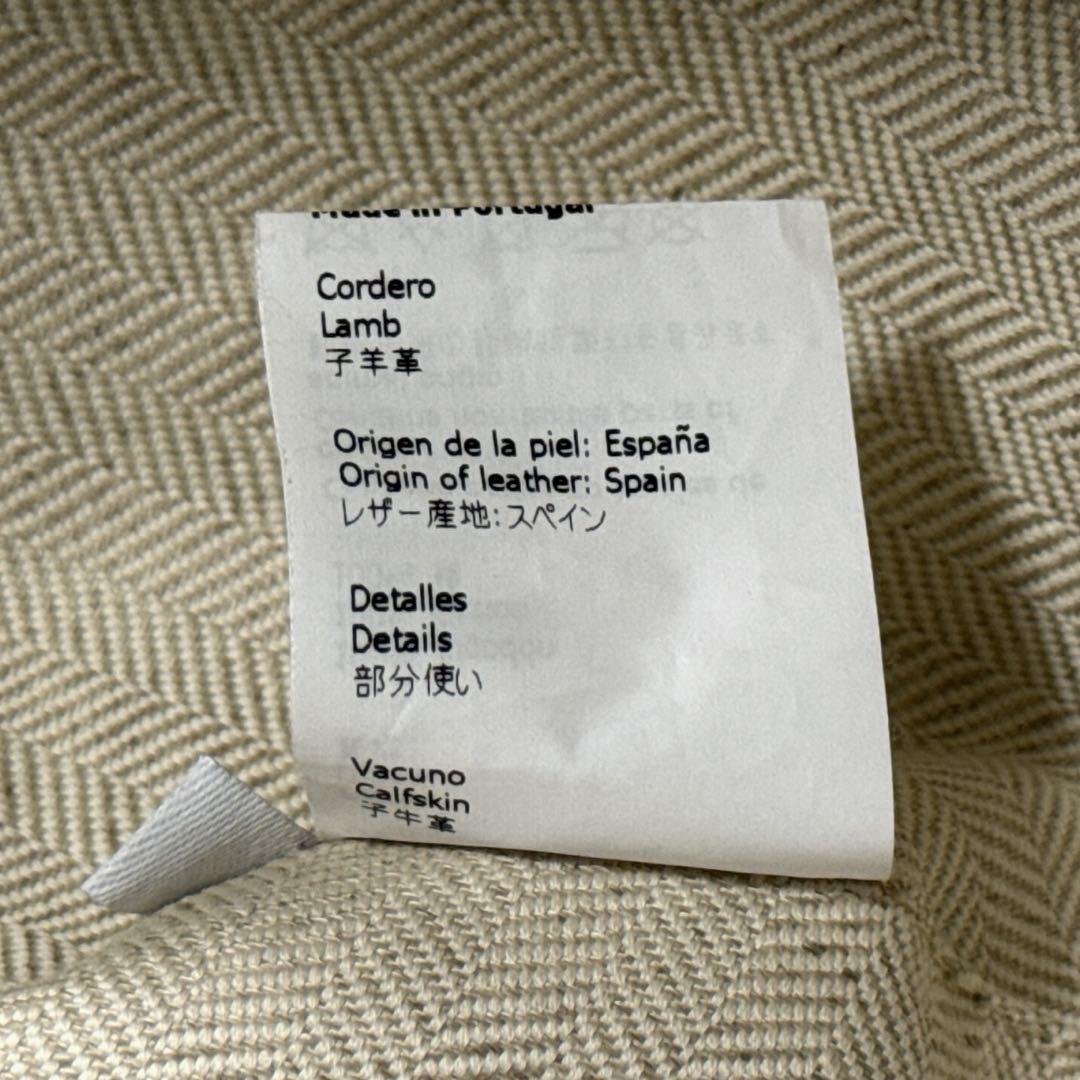 Made in Portugal
Cordero
Lamb
子羊革
Origen de la piel: España
Origin of leather: Spain
レザー産地:スペイン
Detalles
Details
部分使い
Vacuno
Calfskin
子牛革